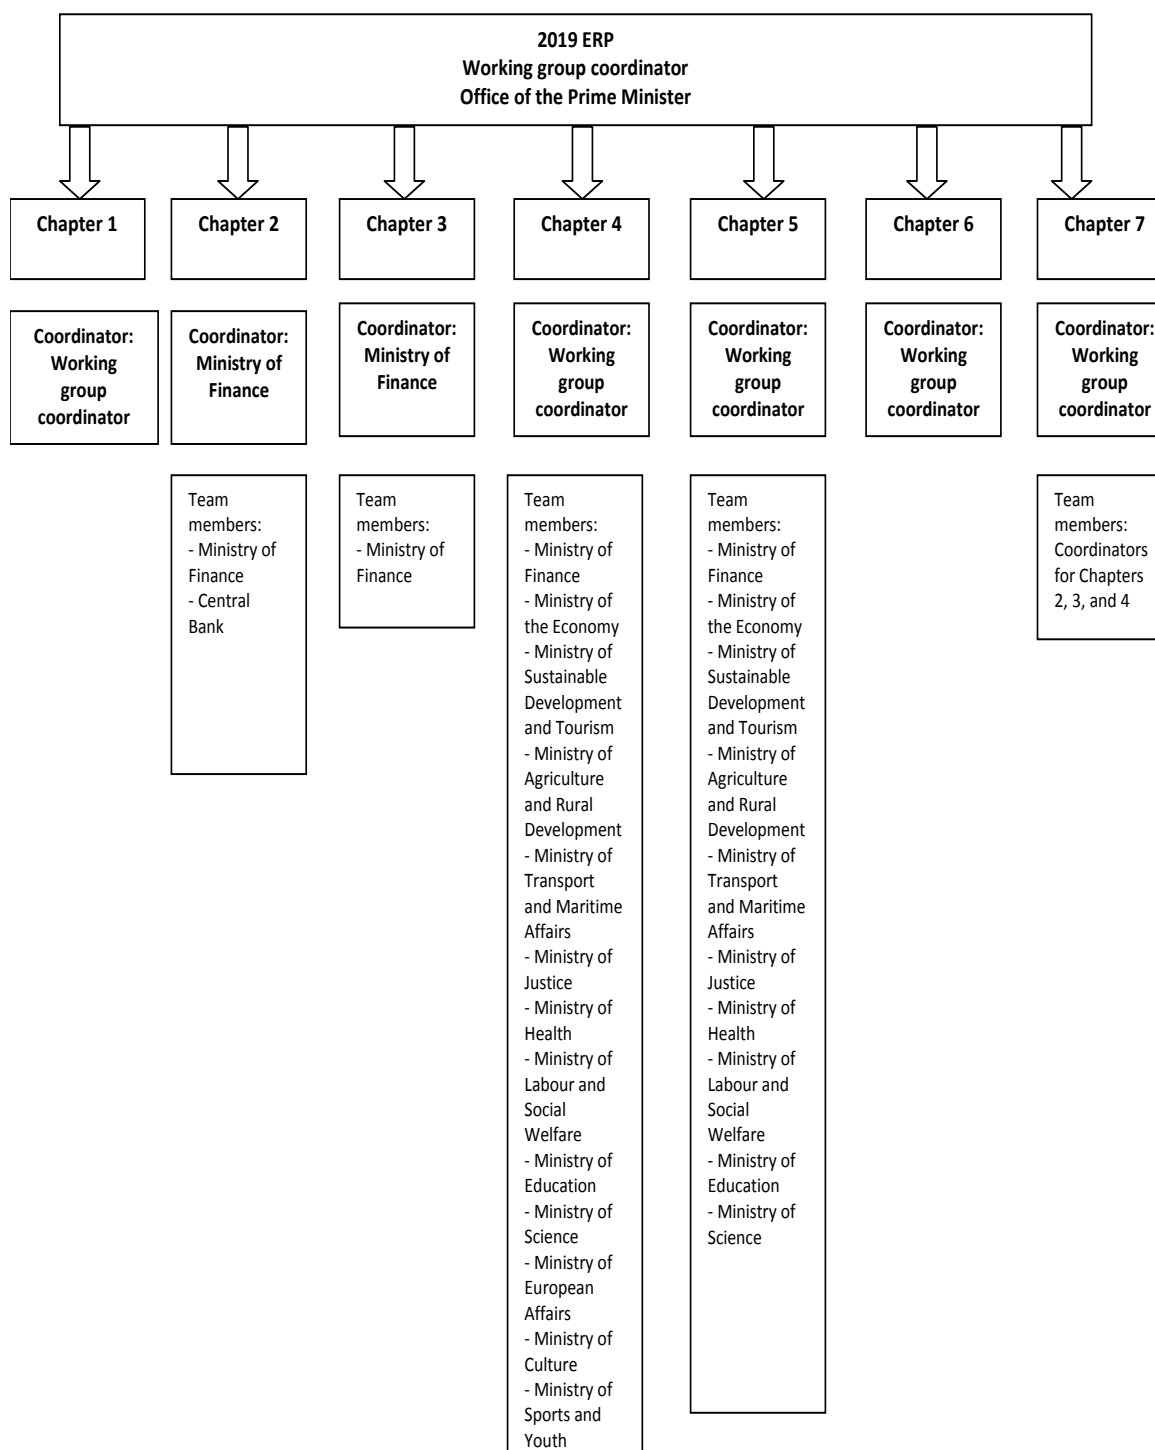 2019 ERP
Working group coordinator
Office of the Prime Minister
Chapter 1
Chapter 2
Chapter 3
Chapter 4
Chapter 5
Chapter 6
Chapter 7
Coordinator:
Working
group
coordinator
Coordinator:
Ministry of
Finance
Coordinator:
Ministry of
Finance
Coordinator:
Working
group
coordinator
Coordinator:
Working
group
coordinator
Coordinator:
Working
group
coordinator
Coordinator:
Working
group
coordinator
Team
members:
- Ministry of
Finance
- Central
Bank
Team
members:
- Ministry of
Finance
Team
members:
- Ministry of
Finance
- Ministry of
the Economy
- Ministry of
Sustainable
Development
and Tourism
- Ministry of
Agriculture
and Rural
Development
- Ministry of
Transport
and Maritime
Affairs
- Ministry of
Justice
- Ministry of
Health
- Ministry of
Labour and
Social
Welfare
- Ministry of
Education
- Ministry of
Science
- Ministry of
European
Affairs
- Ministry of
Culture
- Ministry of
Sports and
Youth
Team
members:
- Ministry of
Finance
- Ministry of
the Economy
- Ministry of
Sustainable
Development
and Tourism
- Ministry of
Agriculture
and Rural
Development
- Ministry of
Transport
and Maritime
Affairs
- Ministry of
Justice
- Ministry of
Health
- Ministry of
Labour and
Social
Welfare
- Ministry of
Education
- Ministry of
Science
Team
members:
Coordinators
for Chapters
2, 3, and 4